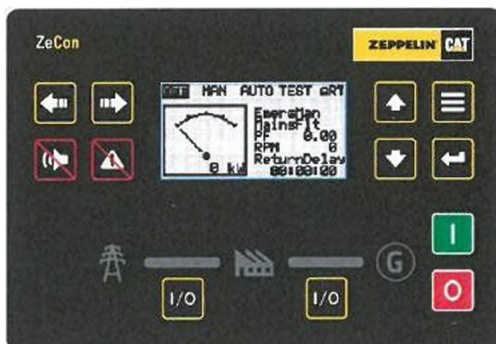 ZeCon
ZEPPELIN CAT
OFF MAN AUTO TEST
EmergMan
MainsFlt
PF 0.00
RPM 0
ReturnDelay
0 kW 00:00:00
I
G
I/O I/O
O